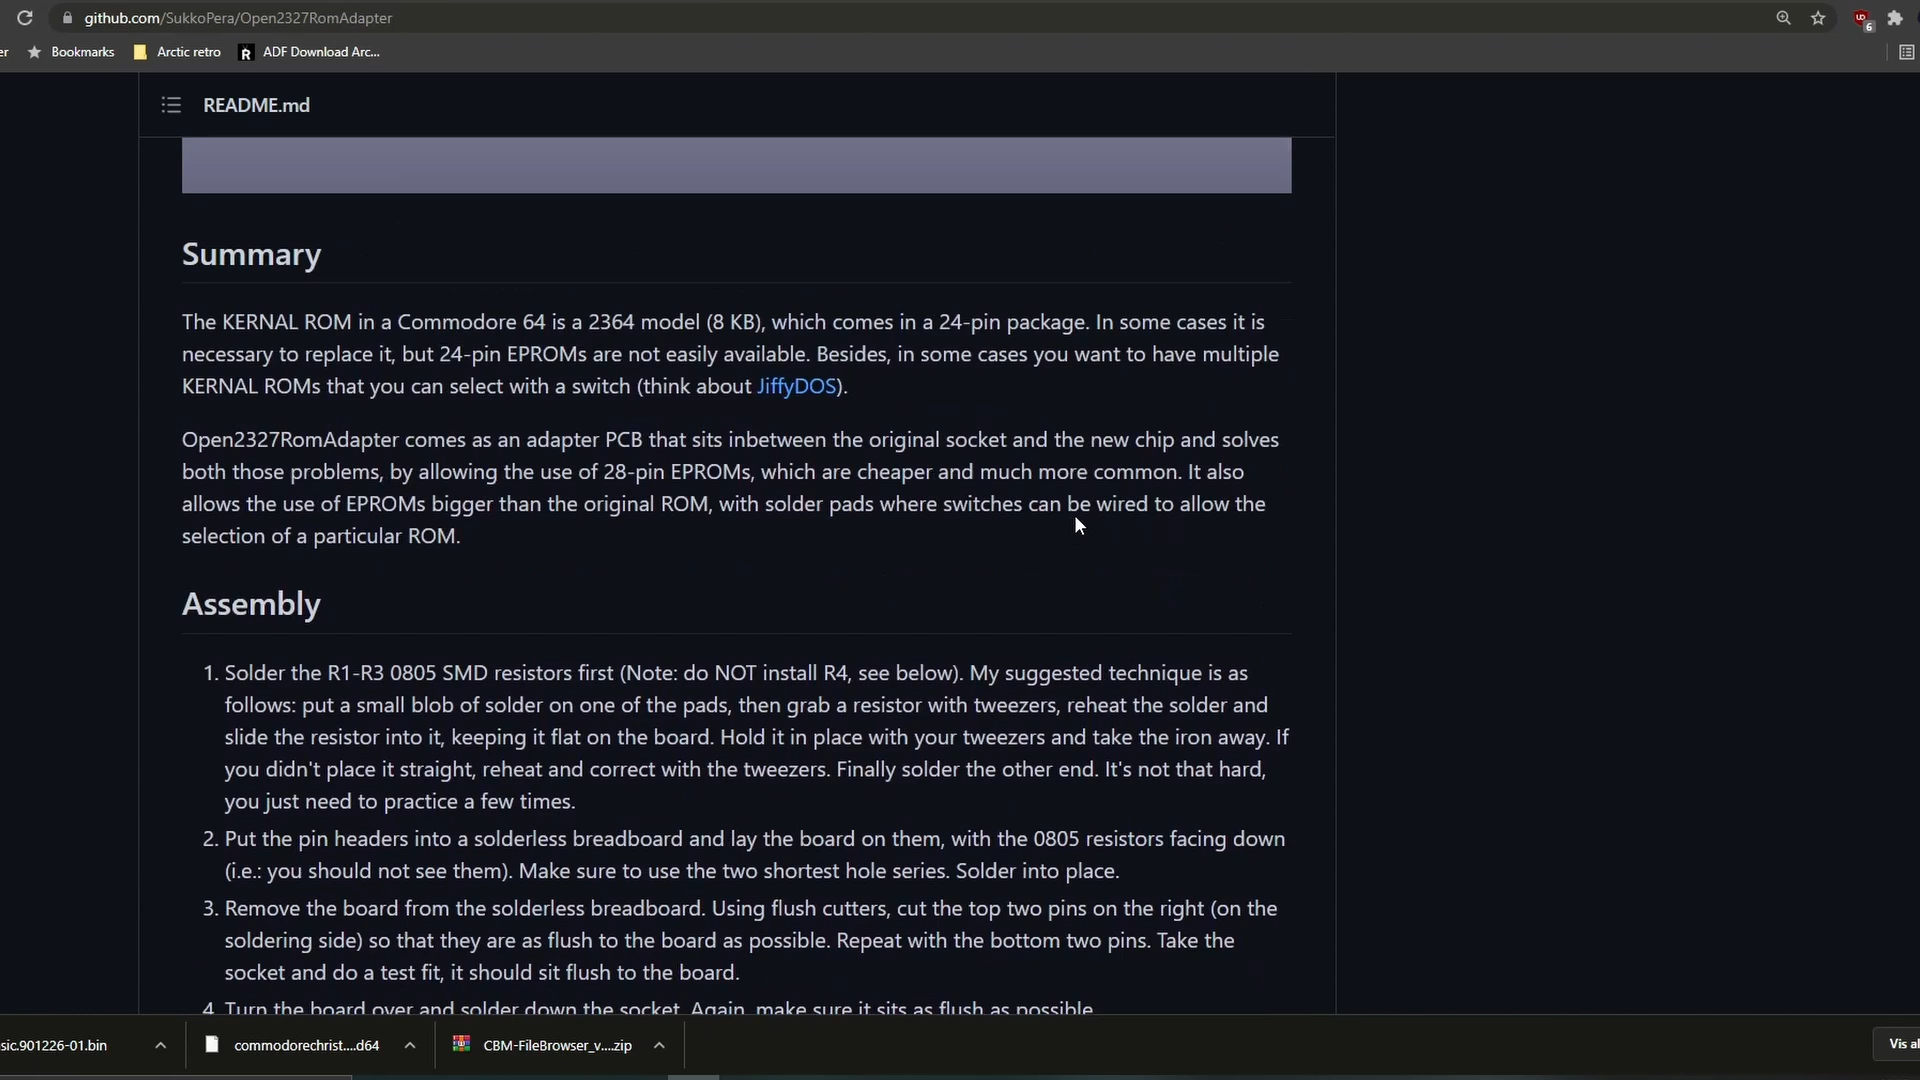 github.com/SukkoPera/Open2327RomAdapter
6
er
Bookmarks
Arctic retro
ADF Download Arc...
README.md
Summary
The KERNAL ROM in a Commodore 64 is a 2364 model (8 KB), which comes in a 24-pin package. In some cases it is
necessary to replace it, but 24-pin EPROMs are not easily available. Besides, in some cases you want to have multiple
KERNAL ROMs that you can select with a switch (think about JiffyDOS).
Open2327RomAdapter comes as an adapter PCB that sits inbetween the original socket and the new chip and solves
both those problems, by allowing the use of 28-pin EPROMs, which are cheaper and much more common. It also
allows the use of EPROMs bigger than the original ROM, with solder pads where switches can be wired to allow the
selection of a particular ROM.
Assembly
1. Solder the R1-R3 0805 SMD resistors first (Note: do NOT install R4, see below). My suggested technique is as
follows: put a small blob of solder on one of the pads, then grab a resistor with tweezers, reheat the solder and
slide the resistor into it, keeping it flat on the board. Hold it in place with your tweezers and take the iron away. If
you didn't place it straight, reheat and correct with the tweezers. Finally solder the other end. It's not that hard,
you just need to practice a few times.
2. Put the pin headers into a solderless breadboard and lay the board on them, with the 0805 resistors facing down
(i.e.: you should not see them). Make sure to use the two shortest hole series. Solder into place.
3. Remove the board from the solderless breadboard. Using flush cutters, cut the top two pins on the right (on the
soldering side) so that they are as flush to the board as possible. Repeat with the bottom two pins. Take the
socket and do a test fit, it should sit flush to the board.
4. Turn the board over and solder down the socket. Again, make sure it sits as flush as possible.
sic.901226-01.bin
commodorechrist....d64
CBM-FileBrowser_v....zip
Vis al